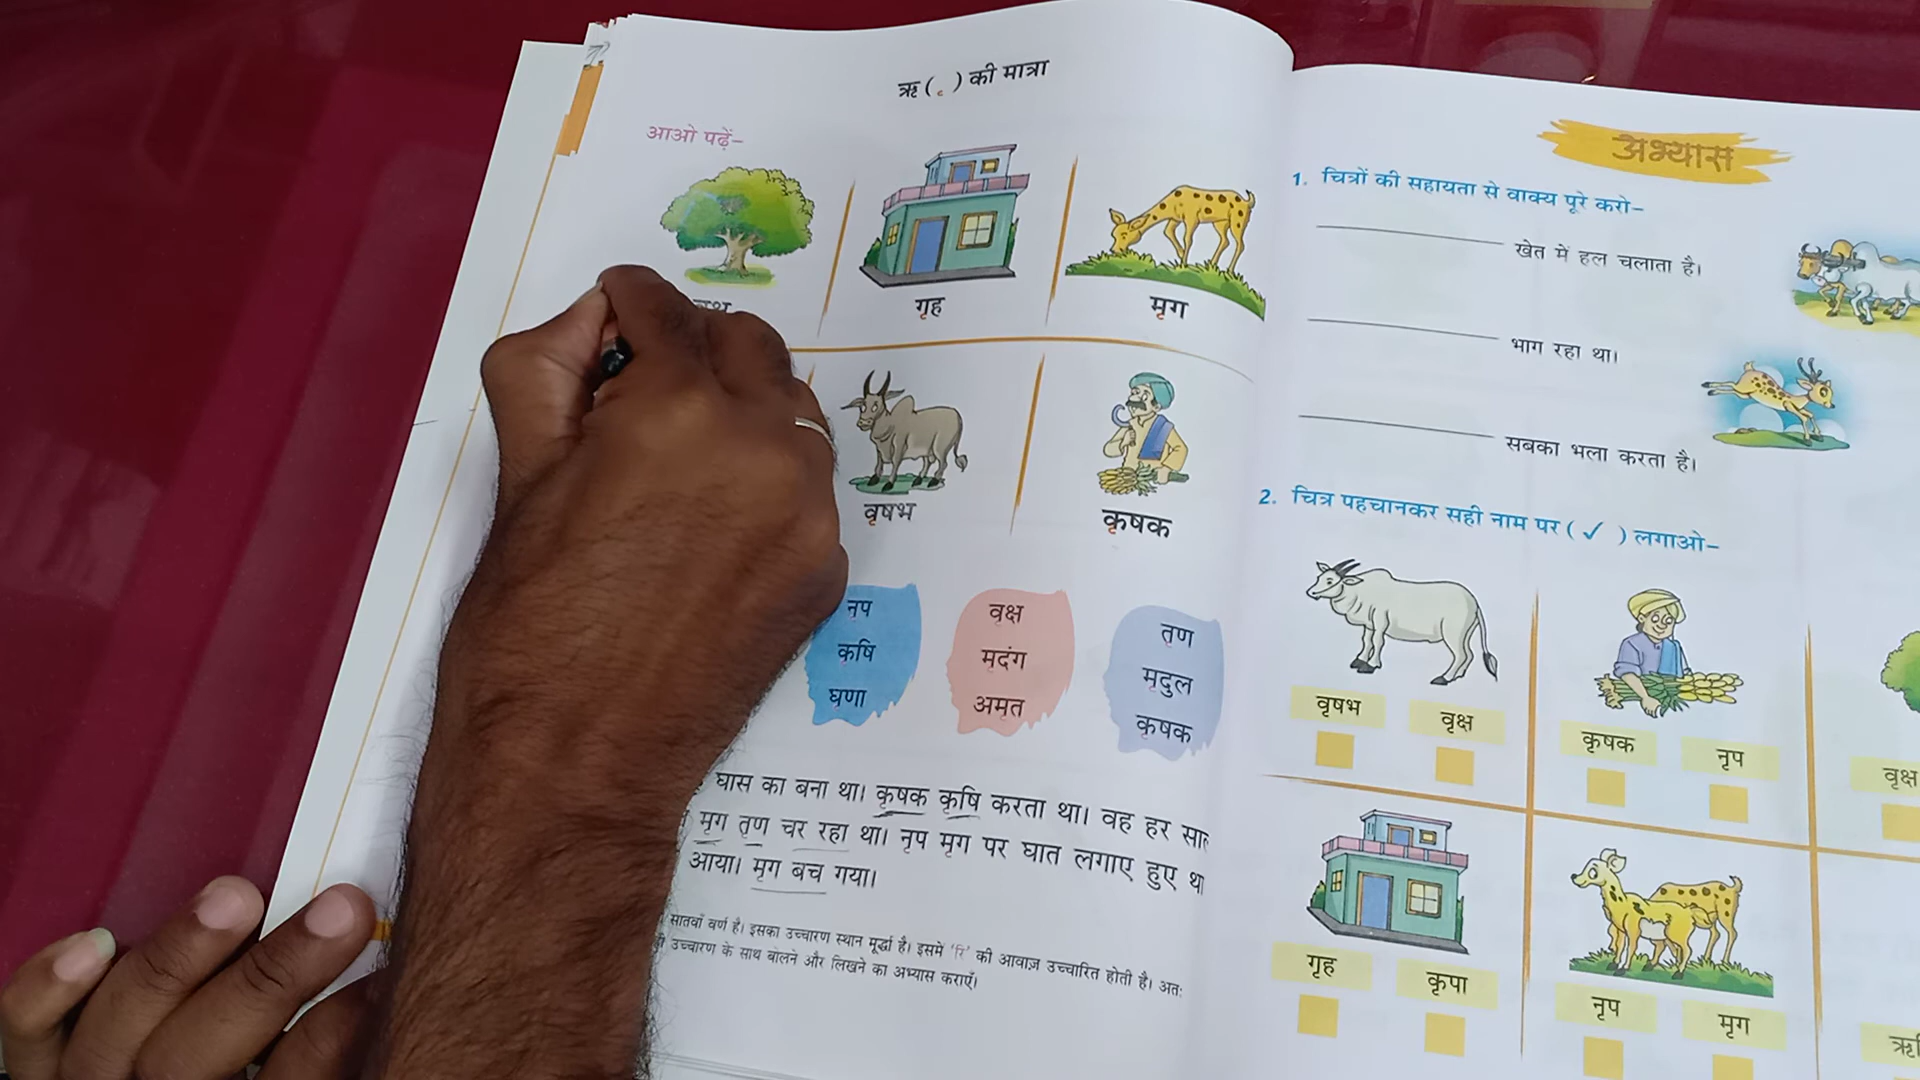 ऋ ( ृ ) की मात्रा
आओ पढ़ें–
गृह
मृग
वृषभ
कृषक
नृप
कृषि
घृणा
वृक्ष
मृदंग
अमृत
तृण
मृदुल
कृषक
घास का बना था। कृषक कृषि करता था। वह हर
मृग तृण चर रहा था। नृप मृग पर घात लगाए हुए
आया। मृग बच गया।
सातवाँ वर्ण है। इसका उच्चारण स्थान मूर्द्धा है। इसमें 'रि' की आवाज़ उच्चारित होती है। अतः
उच्चारण के साथ बोलने और लिखने का अभ्यास कराएँ।
अभ्यास
1. चित्रों की सहायता से वाक्य पूरे करो–
खेत में हल चलाता है।
भाग रहा था।
सबका भला करता है।
2. चित्र पहचानकर सही नाम पर ( ✓ ) लगाओ–
वृषभ वृक्ष
कृषक नृप
वृक्ष
गृह कृपा
नृप मृग